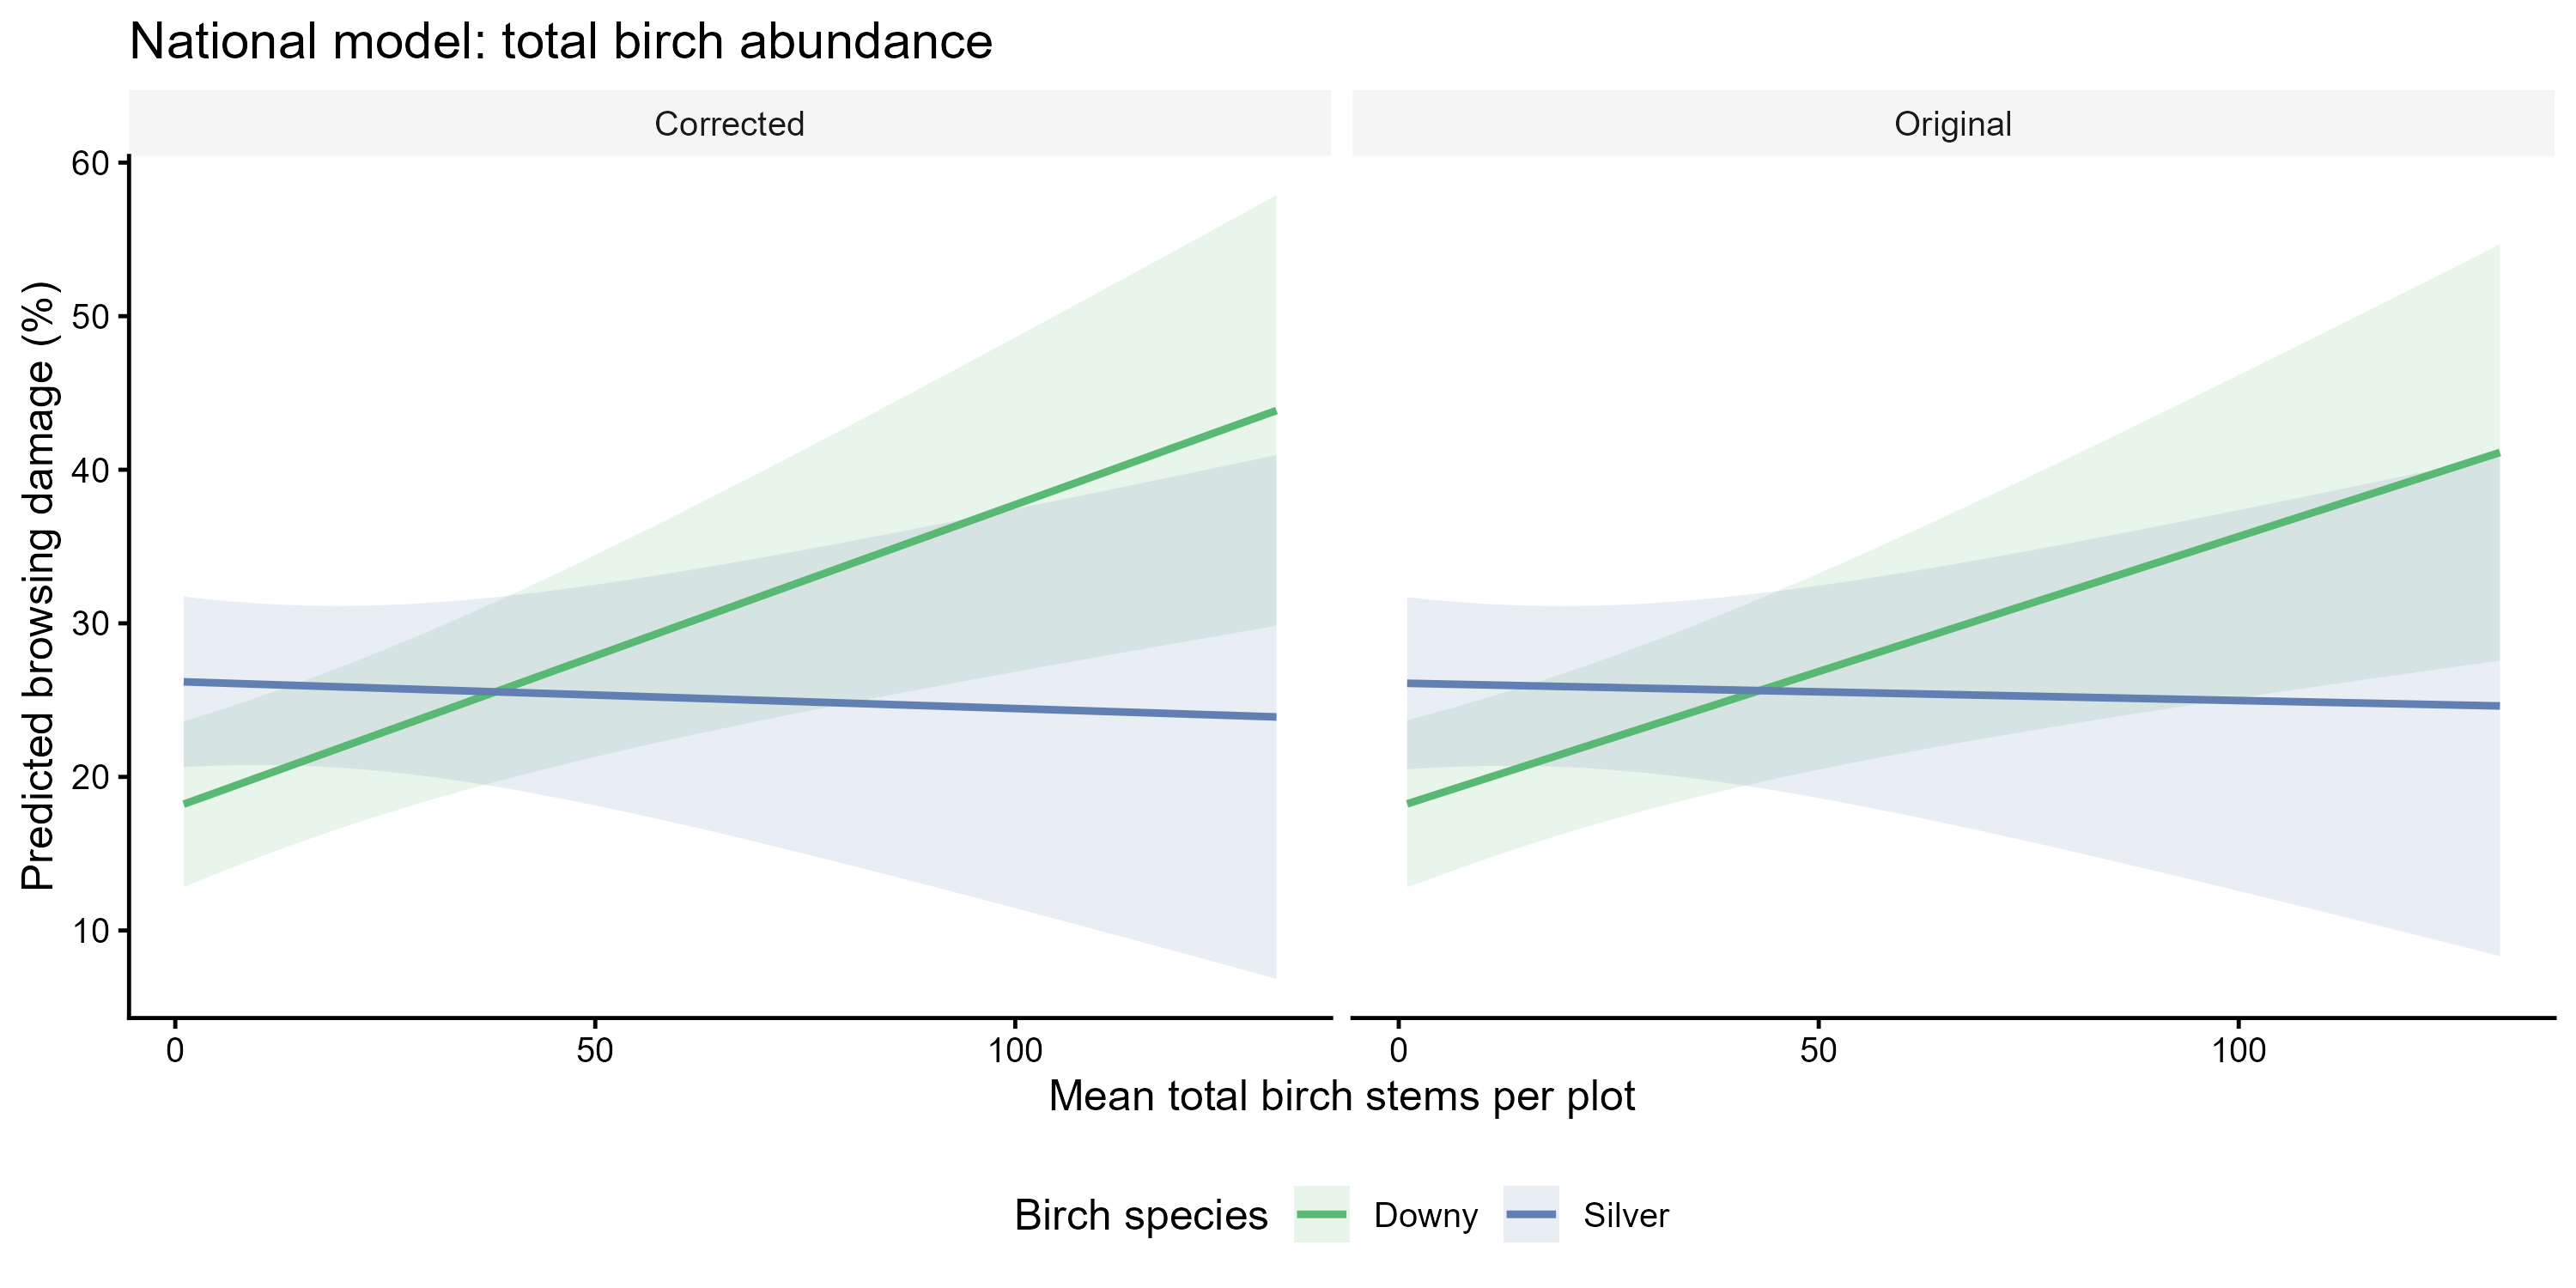 National model: total birch abundance
Corrected
Original
60
50
40
30
20
10
Predicted browsing damage (%)
0
50
100
0
50
100
Mean total birch stems per plot
Birch species
Downy
Silver